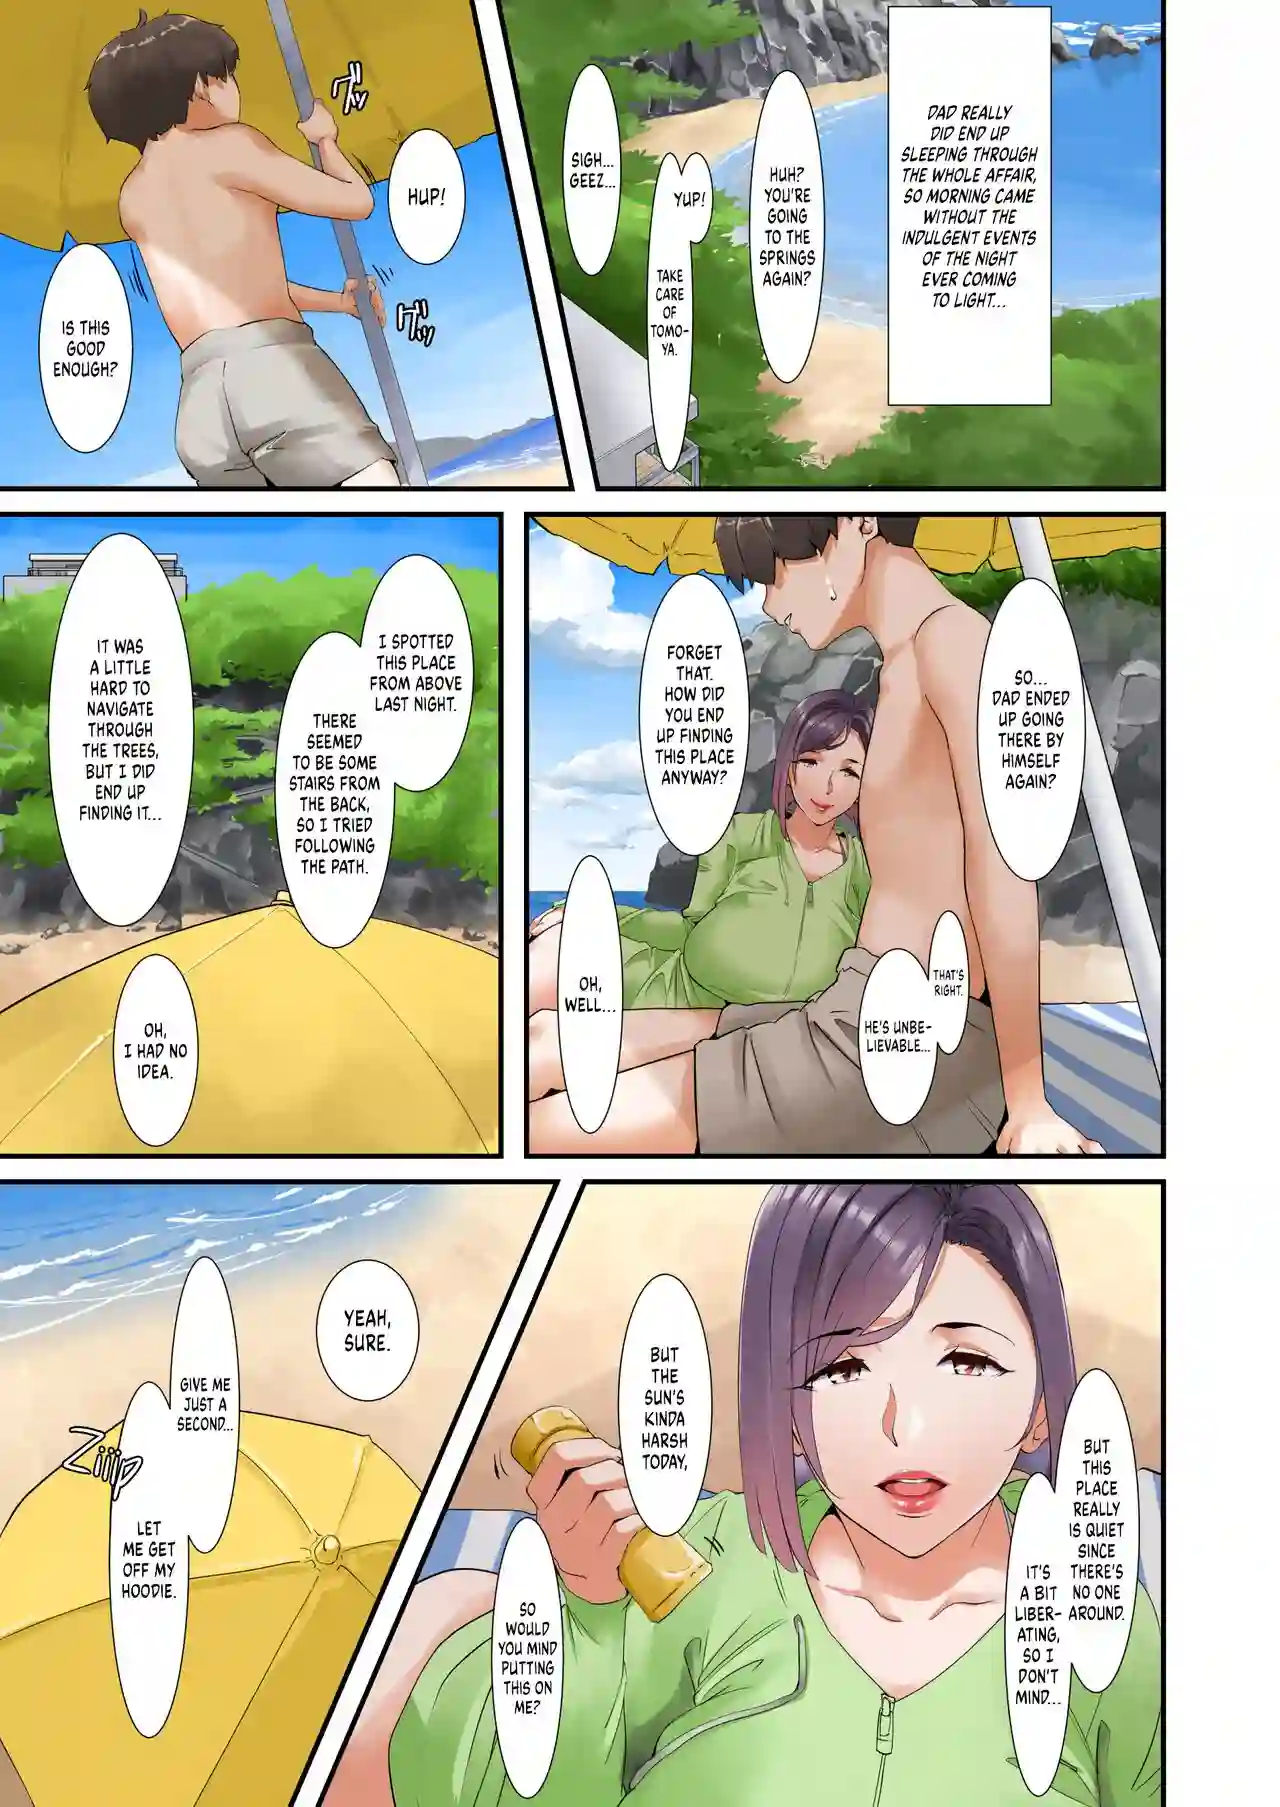 DAD REALLY
DID END UP
SLEEPING THROUGH
THE WHOLE AFFAIR,
SO MORNING CAME
WITHOUT THE
INDULGENT EVENTS
OF THE NIGHT
EVER COMING
TO LIGHT...
HUH?
YOU'RE
GOING
TO THE
SPRINGS
AGAIN?
YUP!
TAKE
CARE OF
TOMO-
YA.
SIGH...
GEEZ...
グッ
HUP!
グッ
IS THIS
GOOD
ENOUGH?
SO...
DAD ENDED
UP GOING
THERE BY
HIMSELF
AGAIN?
THAT'S
RIGHT.
HE'S UNBE-
LIEVABLE...
FORGET
THAT.
HOW DID
YOU END
UP FINDING
THIS PLACE
ANYWAY?
OH,
WELL...
I SPOTTED
THIS PLACE
FROM ABOVE
LAST NIGHT.
THERE
SEEMED
TO BE SOME
STAIRS FROM
THE BACK,
SO I TRIED
FOLLOWING
THE PATH.
IT WAS
A LITTLE
HARD TO
NAVIGATE
THROUGH
THE TREES,
BUT I DID
END UP
FINDING IT...
OH,
I HAD NO
IDEA.
BUT
THIS
PLACE
REALLY
IS QUIET
SINCE
THERE'S
NO ONE
AROUND.
IT'S
A BIT
LIBER-
ATING,
SO I
DON'T
MIND...
BUT THE
SUN'S
KINDA
HARSH
TODAY,
SO
WOULD
YOU MIND
PUTTING
THIS ON
ME?
YEAH,
SURE.
GIVE ME
JUST A
SECOND...
LET
ME GET
OFF MY
HOODIE.
Ziiip